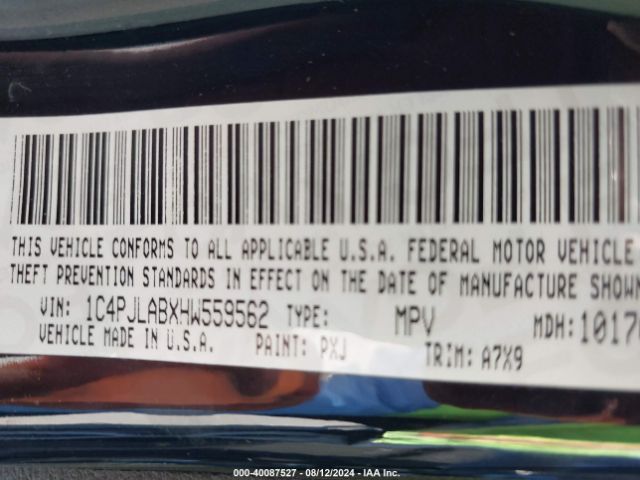 THIS VEHICLE CONFORMS TO ALL APPLICABLE U.S.A. FEDERAL MOTOR VEHICLE
THEFT PREVENTION STANDARDS IN EFFECT ON THE DATE OF MANUFACTURE SHOWN
VIN: 1C4PJLABXHW559562 TYPE: MPV MDH: 10170
VEHICLE MADE IN U.S.A. PAINT: PXJ TRIM: A7X9
000-40087527 - 08/12/2024 - IAA Inc.